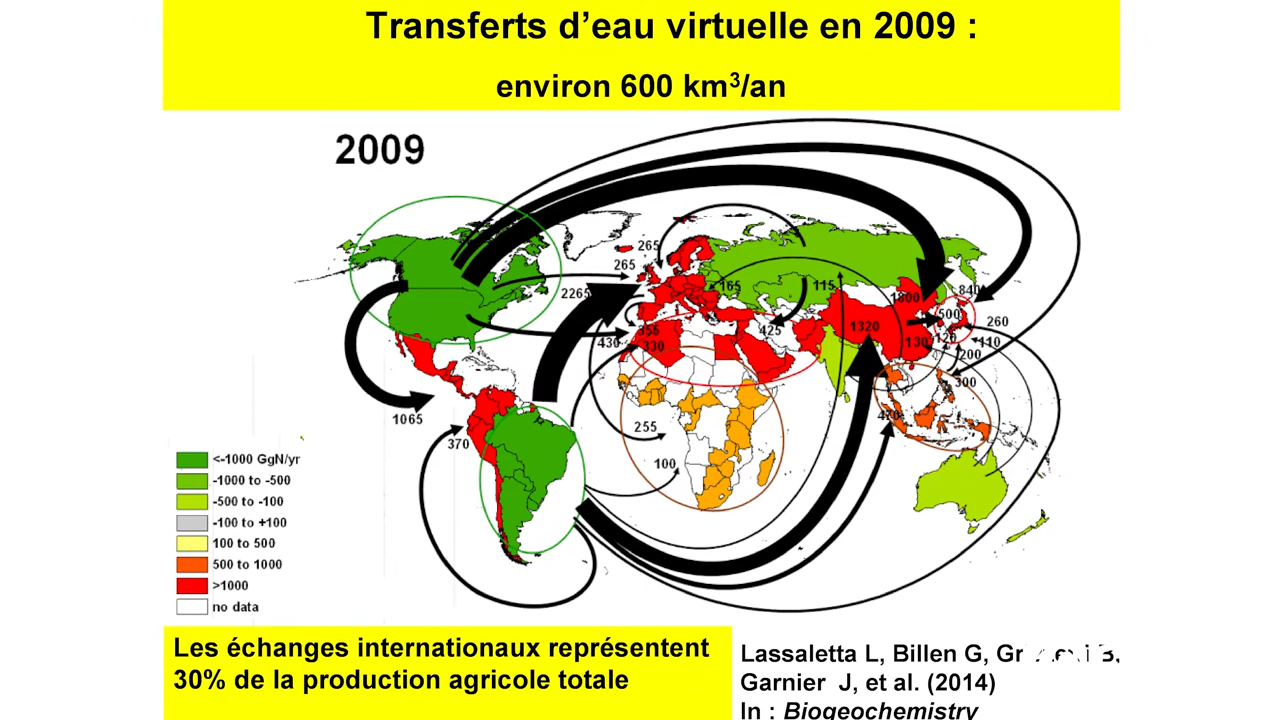 Transferts d’eau virtuelle en 2009 :
environ 600 km³/an
2009
265
265
2265
165
115
1800
840
500
260
355
330
430
425
1320
130
120
110
200
300
1065
370
255
100
470
<-1000 GgN/yr
-1000 to -500
-500 to -100
-100 to +100
100 to 500
500 to 1000
>1000
no data
Les échanges internationaux représentent
30% de la production agricole totale
Lassaletta L, Billen G,
Garnier J, et al. (2014)
In : Biogeochemistry